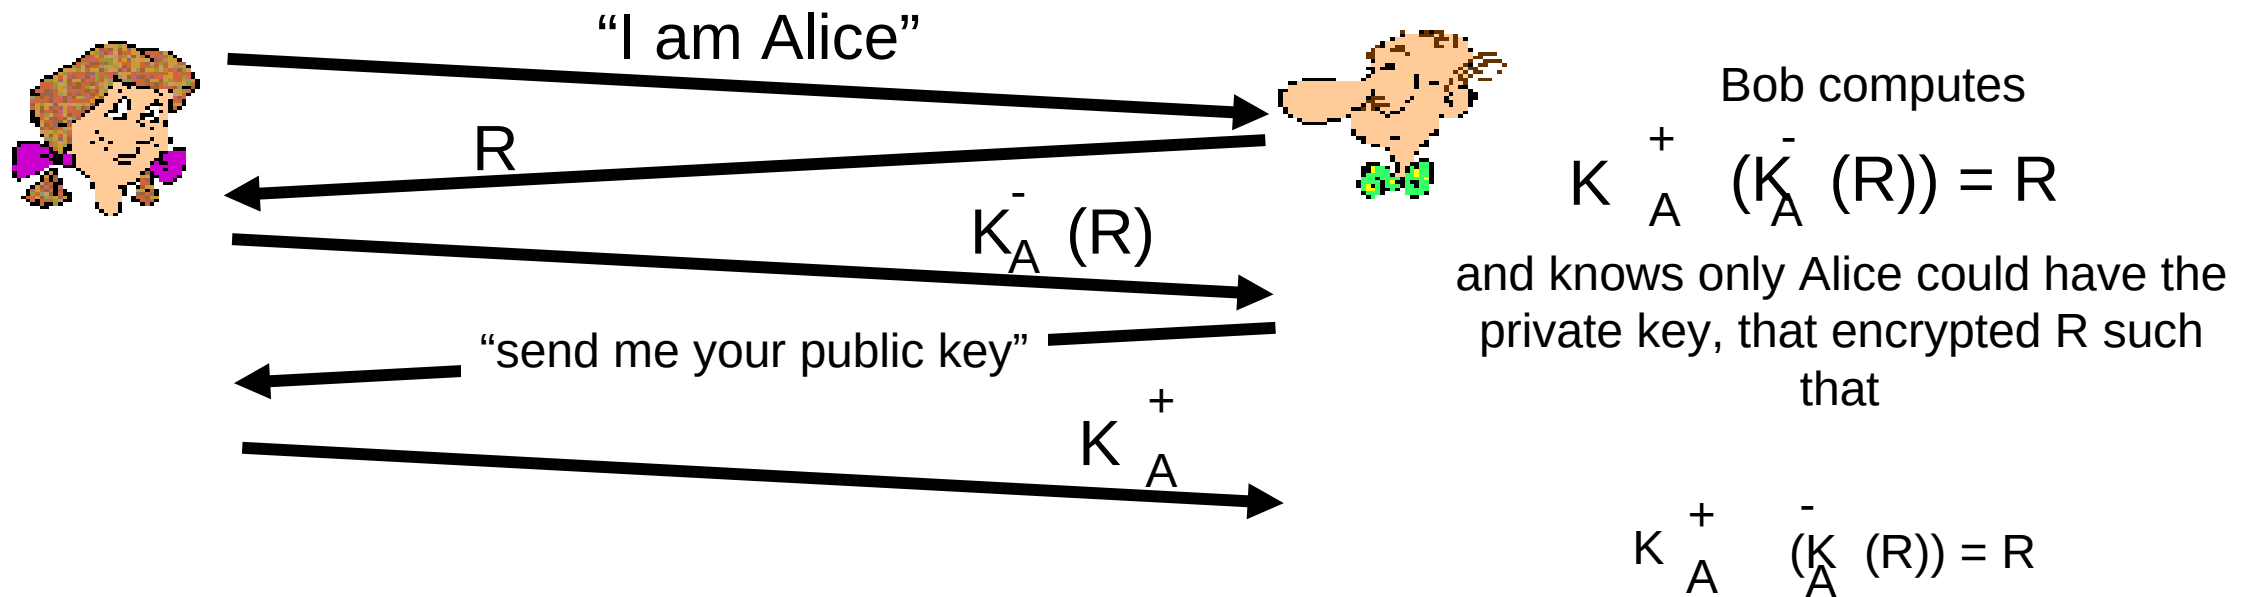 “I am Alice”
R
K A - (R)
“send me your public key”
K A +
Bob computes
K A + (K A - (R)) = R
and knows only Alice could have the
private key, that encrypted R such
that
K A + (K A - (R)) = R